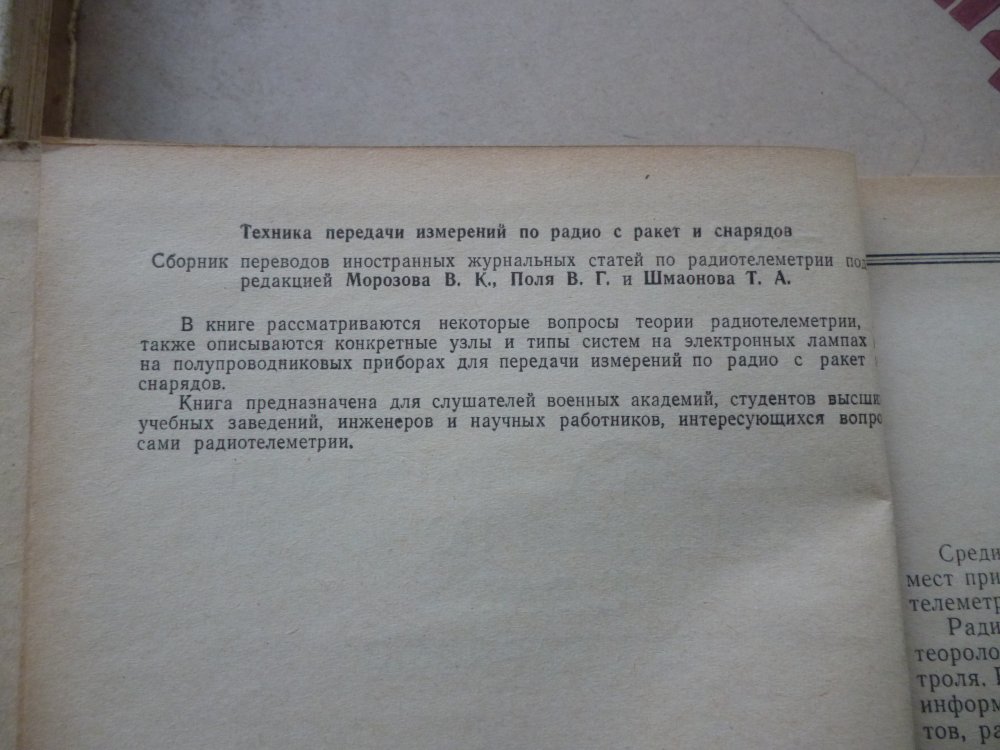 Техника передачи измерений по радио с ракет и снарядов
Сборник переводов иностранных журнальных статей по радиотелеметрии под
редакцией Морозова В. К., Поля В. Г. и Шмаонова Т. А.
В книге рассматриваются некоторые вопросы теории радиотелеметрии,
также описываются конкретные узлы и типы систем на электронных лампах
на полупроводниковых приборах для передачи измерений по радио с ракет
снарядов.
Книга предназначена для слушателей военных академий, студентов высши
учебных заведений, инженеров и научных работников, интересующихся вопро
сами радиотелеметрии.
Среди
мест при
телеметр
Ради
теороло
троля.
информ
тов, ра